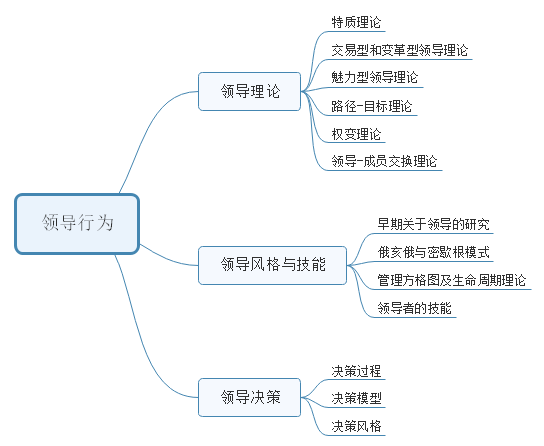 领导行为
领导理论
特质理论
交易型和变革型领导理论
魅力型领导理论
路径-目标理论
权变理论
领导-成员交换理论
领导风格与技能
早期关于领导的研究
俄亥俄与密歇根模式
管理方格图及生命周期理论
领导者的技能
领导决策
决策过程
决策模型
决策风格